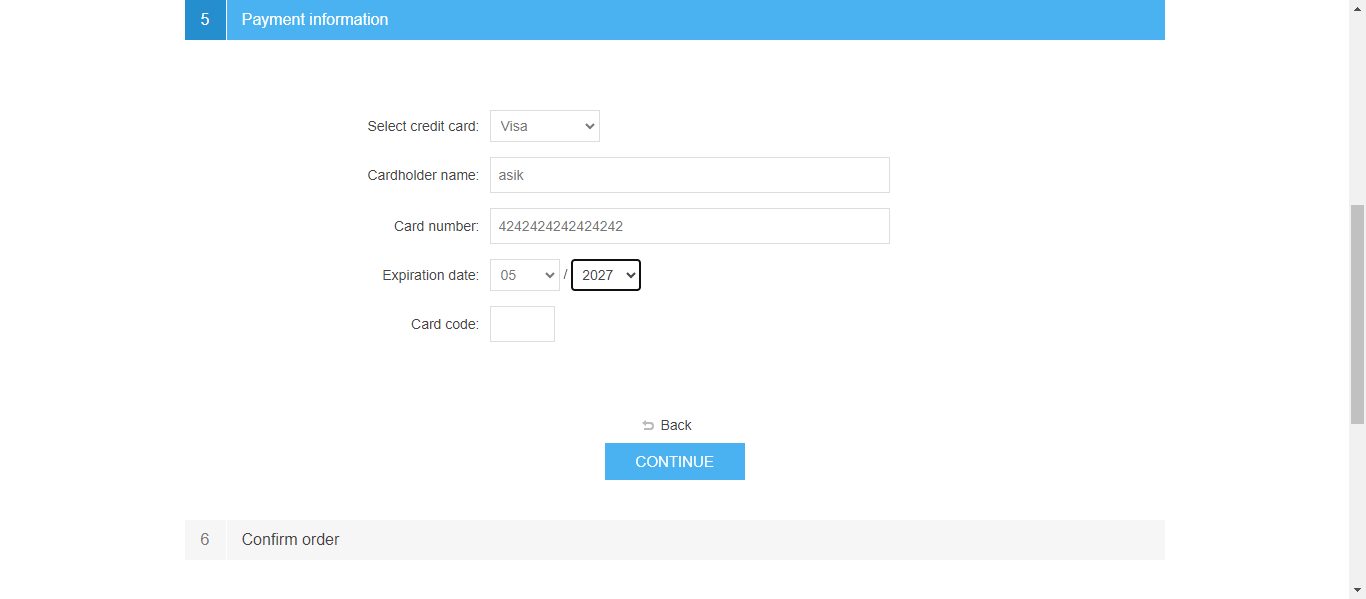 5 Payment information
Select credit card: Visa
Cardholder name: asik
Card number: 4242424242424242
Expiration date: 05 / 2027
Card code:
Back
CONTINUE
6 Confirm order